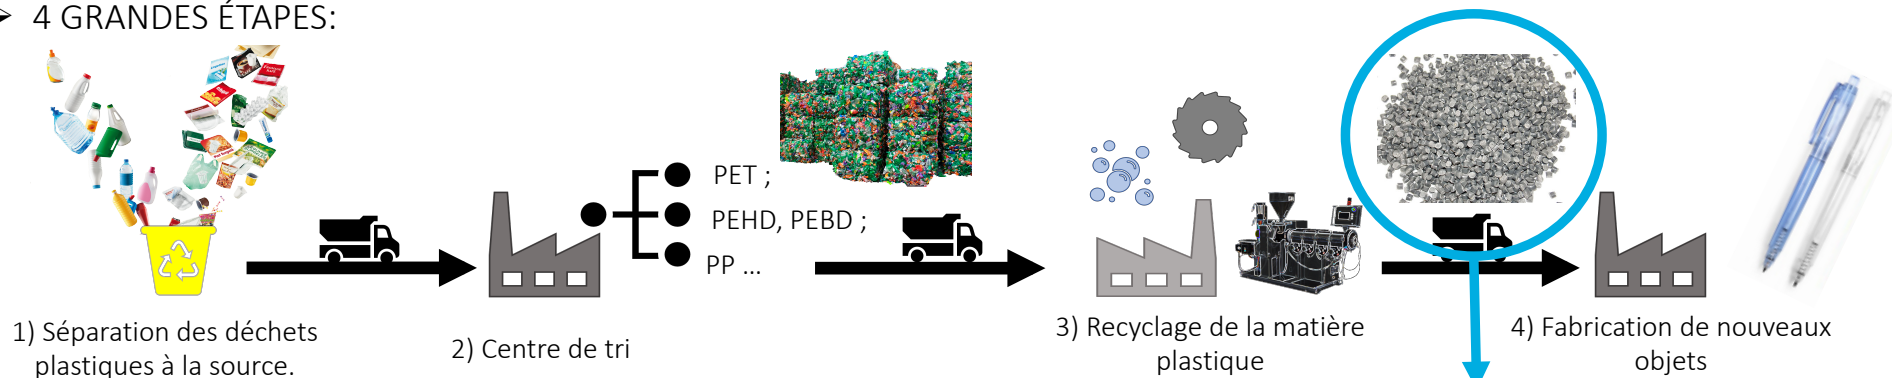 ➢ 4 GRANDES ÉTAPES:
PET ;
PEHD, PEBD ;
PP ...
1) Séparation des déchets
plastiques à la source.
2) Centre de tri
3) Recyclage de la matière
plastique
4) Fabrication de nouveaux
objets